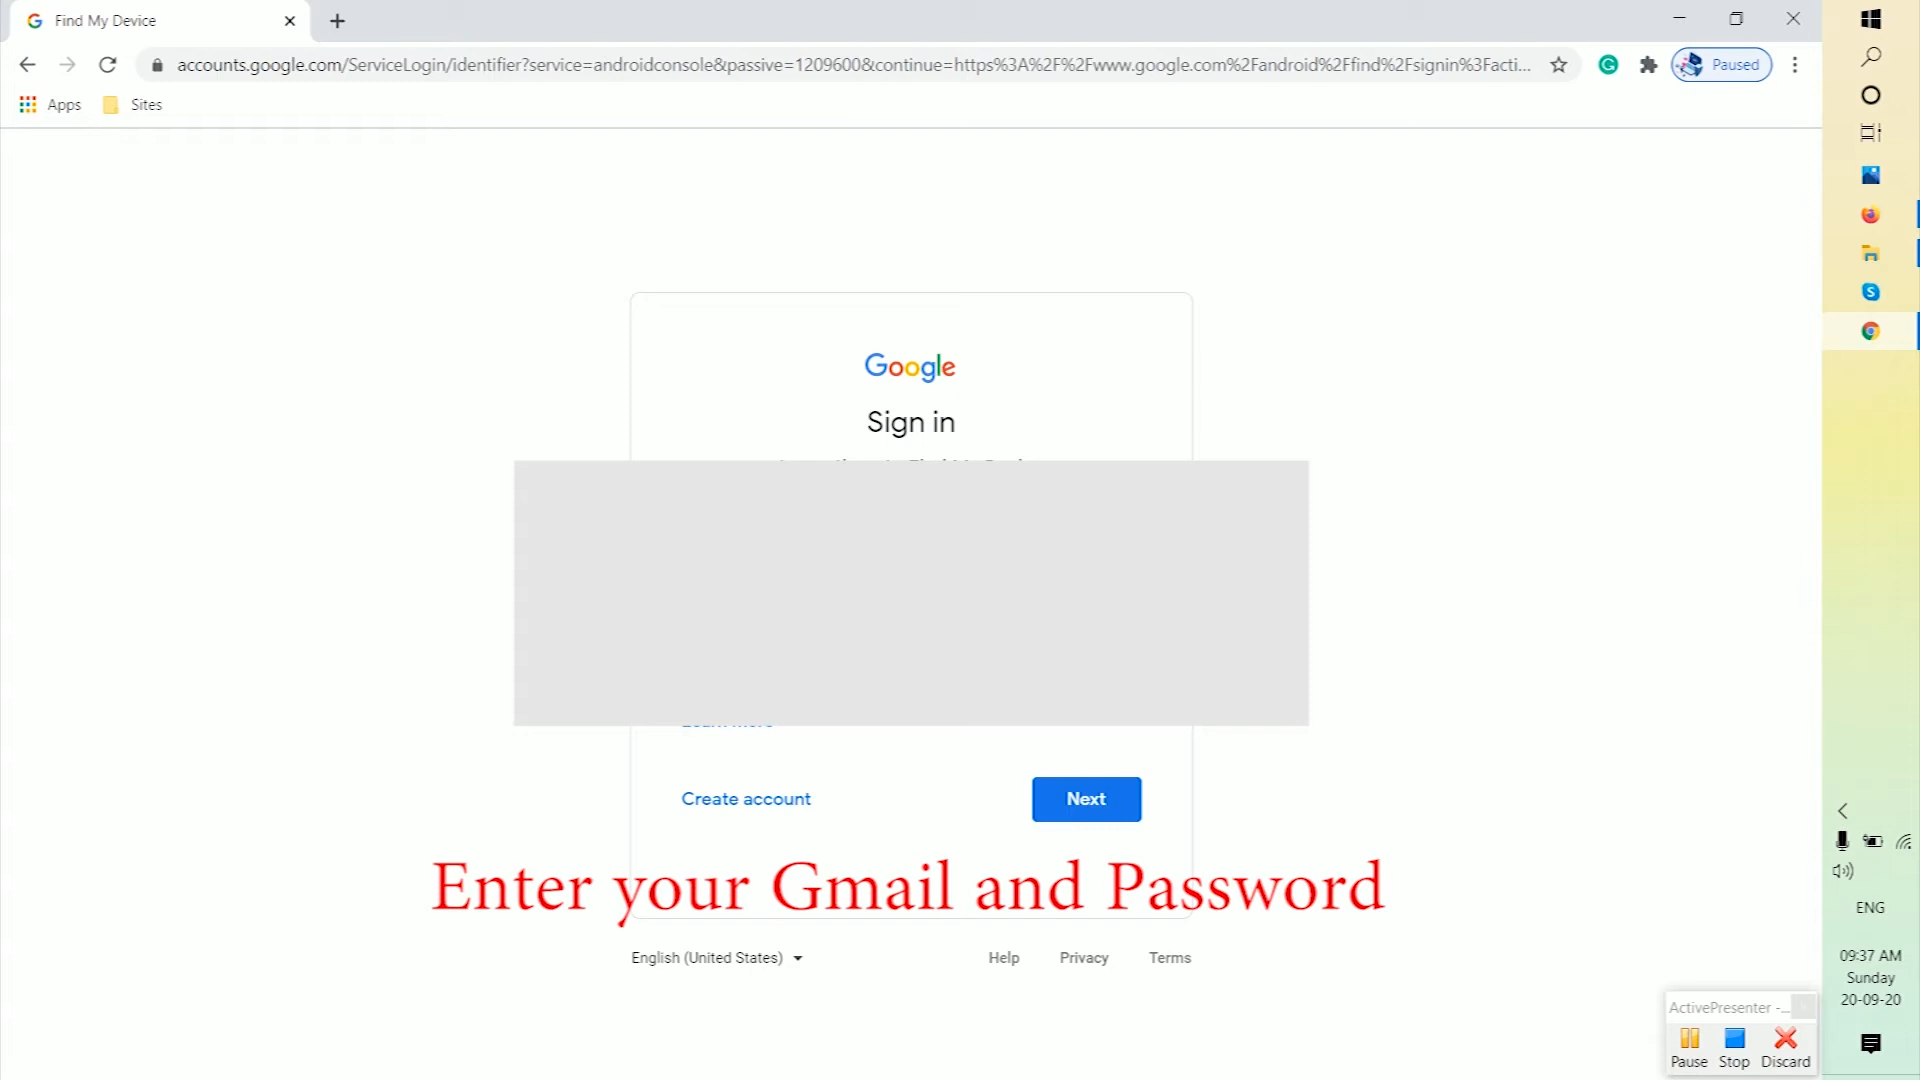 Find My Device
accounts.google.com/ServiceLogin/identifier?service=androidconsole&passive=1209600&continue=https%3A%2F%2Fwww.google.com%2Fandroid%2Ffind%2Fsignin%3Facti...
Paused
Apps
Sites
Google
Sign in
Create account
Next
Enter your Gmail and Password
English (United States)
Help
Privacy
Terms
ENG
09:37 AM
Sunday
20-09-20
ActivePresenter -...
Pause
Stop
Discard